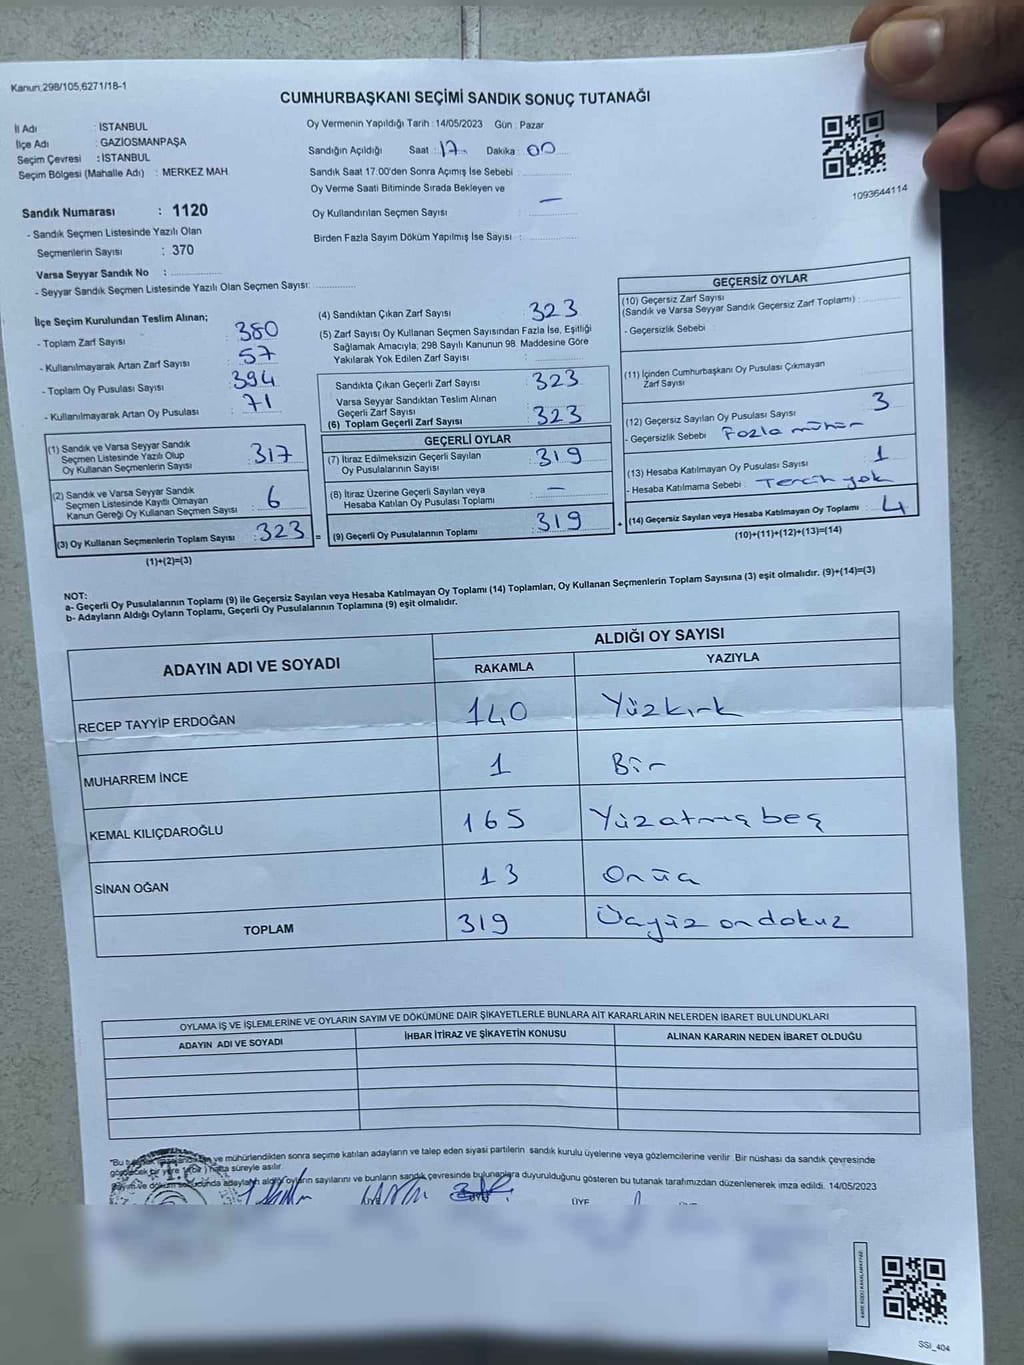 Kanun,298/105,6271/18-1
CUMHURBAŞKANI SEÇİMİ SANDIK SONUÇ TUTANAĞI
İl Adı : İSTANBUL
İlçe Adı : GAZİOSMANPAŞA
Seçim Çevresi : İSTANBUL
Seçim Bölgesi (Mahalle Adı) : MERKEZ MAH
Sandık Numarası : 1120
- Sandık Seçmen Listesinde Yazılı Olan
Seçmenlerin Sayısı : 370
Varsa Seyyar Sandık No :
- Seyyar Sandık Seçmen Listesinde Yazılı Olan Seçmen Sayısı:
Oy Vermenin Yapıldığı Tarih : 14/05/2023 Gün : Pazar
Sandığın Açıldığı Saat : 17 Dakika : 00
Sandık Saat 17.00'den Sonra Açımış İse Sebebi :
Oy Verme Saati Bitiminde Sırada Bekleyen ve
Oy Kullandırılan Seçmen Sayısı : —
Birden Fazla Sayım Döküm Yapılmış İse Sayısı :
1093644114
İlçe Seçim Kurulundan Teslim Alınan;
- Toplam Zarf Sayısı : 380
- Kullanılmayarak Artan Zarf Sayısı : 57
- Toplam Oy Pusulası Sayısı : 394
- Kullanılmayarak Artan Oy Pusulası : 71
(1) Sandık ve Varsa Seyyar Sandık
Seçmen Listesinde Yazılı Olup
Oy Kullanan Seçmenlerin Sayısı : 317
(2) Sandık ve Varsa Seyyar Sandık
Seçmen Listesinde Kayıtlı Olmayan
Kanun Gereği Oy Kullanan Seçmen Sayısı : 6
(3) Oy Kullanan Seçmenlerin Toplam Sayısı : 323 =
(1)+(2)=(3)
(4) Sandıktan Çıkan Zarf Sayısı : 323
(5) Zarf Sayısı Oy Kullanan Seçmen Sayısından Fazla İse, Eşitliği
Sağlamak Amacıyla; 298 Sayılı Kanunun 98. Maddesine Göre
Yakılarak Yok Edilen Zarf Sayısı :
Sandıkta Çıkan Geçerli Zarf Sayısı : 323
Varsa Seyyar Sandıktan Teslim Alınan
Geçerli Zarf Sayısı :
(6) Toplam Geçerli Zarf Sayısı : 323
GEÇERLİ OYLAR
(7) İtiraz Edilmeksizin Geçerli Sayılan
Oy Pusulalarının Sayısı : 319
(8) İtiraz Üzerine Geçerli Sayılan veya
Hesaba Katılan Oy Pusulası Toplamı : —
(9) Geçerli Oy Pusulalarının Toplamı : 319 +
GEÇERSİZ OYLAR
(10) Geçersiz Zarf Sayısı
(Sandık ve Varsa Seyyar Sandık Geçersiz Zarf Toplamı) :
- Geçersizlik Sebebi :
(11) İçinden Cumhurbaşkanı Oy Pusulası Çıkmayan
Zarf Sayısı :
(12) Geçersiz Sayılan Oy Pusulası Sayısı : 3
- Geçersizlik Sebebi : Fazla mühür
(13) Hesaba Katılmayan Oy Pusulası Sayısı : 1
- Hesaba Katılmama Sebebi : Tercih yok
(14) Geçersiz Sayılan veya Hesaba Katılmayan Oy Toplamı : 4
(10)+(11)+(12)+(13)=(14)
NOT:
a- Geçerli Oy Pusulalarının Toplamı (9) ile Geçersiz Sayılan veya Hesaba Katılmayan Oy Toplamı (14) Toplamları, Oy Kullanan Seçmenlerin Toplam Sayısına (3) eşit olmalıdır. (9)+(14)=(3)
b- Adayların Aldığı Oyların Toplamı, Geçerli Oy Pusulalarının Toplamına (9) eşit olmalıdır.
ADAYIN ADI VE SOYADI
ALDIĞI OY SAYISI
RAKAMLA YAZIYLA
RECEP TAYYİP ERDOĞAN 140 Yüzkırk
MUHARREM İNCE 1 Bir
KEMAL KILIÇDAROĞLU 165 Yüzatmış beş
SİNAN OĞAN 13 Onüç
TOPLAM 319 Üçyüz ondokuz
OYLAMA İŞ VE İŞLEMLERİNE VE OYLARIN SAYIM VE DÖKÜMÜNE DAİR ŞİKAYETLERLE BUNLARA AİT KARARLARIN NELERDEN İBARET BULUNDUKLARI
ADAYIN ADI VE SOYADI İHBAR İTİRAZ VE ŞİKAYETİN KONUSU ALINAN KARARIN NEDEN İBARET OLDUĞU
"Bu ve mühürlendikten sonra seçime katılan adayların ve talep eden siyasi partilerin sandık kurulu üyelerine veya gözlemcilerine verilir. Bir nüshası da sandık çevresinde
bir yere hafta süreyle asılır.
adayların aldığı oyların sayılarını ve bunların sandık çevresinde bulunanlara duyurulduğunu gösteren bu tutanak tarafımızdan düzenlenerek imza edildi. 14/05/2023
ÜYE
SSİ_404